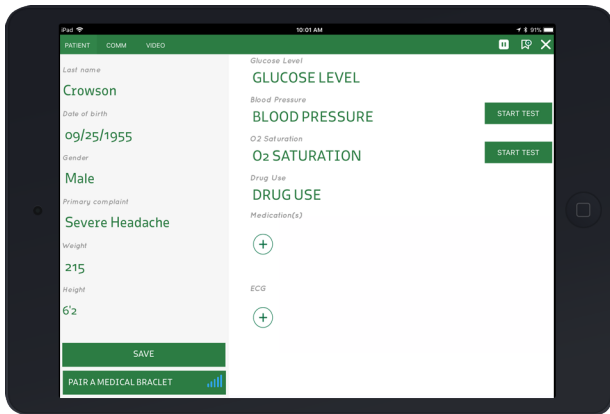 iPad 10:01 AM 91%
PATIENT COMM VIDEO
Last name
Crowson
Date of birth
09/25/1955
Gender
Male
Primary complaint
Severe Headache
Weight
215
Height
6'2
SAVE
PAIR A MEDICAL BRACLET
Glucose Level
GLUCOSE LEVEL
Blood Pressure
BLOOD PRESSURE
START TEST
O2 Saturation
O2 SATURATION
START TEST
Drug Use
DRUG USE
Medication(s)
+
ECG
+